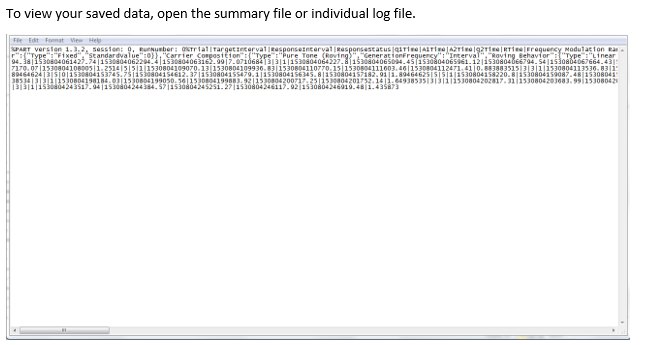 To view your saved data, open the summary file or individual log file.
File Edit Format View Help
%PART version 1.3.2, Session: 0, RunNumber: 0%Trial|TargetInterval|ResponseInterval|ResponseStatus|Q1Time|A1Time|A2Time|Q2Time|RTime|Frequency Modulation
r":{"Type":"Fixed","StandardValue":0}},"Carrier Composition":{"Type":"Pure Tone (Roving)","GenerationFrequency":"Interval","Roving Behavior":{"Type":"Linear
94.38|1530804061427.74|1530804062294.4|1530804063162.99|7.0710684|3|3|1|1530804064227.8|1530804065094.45|1530804065961.12|1530804066794.54|1530804067664.43|
7170.07|1530804108005|1.2514|5|5|1|1530804109070.13|1530804109936.83|1530804110770.15|1530804111603.46|1530804112471.41|0.883883515|3|3|1|1530804113536.83|
89464624|3|5|0|1530804153745.75|1530804154612.37|1530804155479.1|1530804156345.8|1530804157182.91|1.89464625|5|5|1|1530804158220.8|1530804159087.48|
38534|3|3|1|1530804198184.03|1530804199050.56|1530804199883.92|1530804200717.25|1530804201752.14|1.64938535|3|3|1|1530804202817.31|1530804203683.99|
|3|3|1|1530804243517.94|1530804244384.57|1530804245251.27|1530804246117.92|1530804246919.48|1.435873